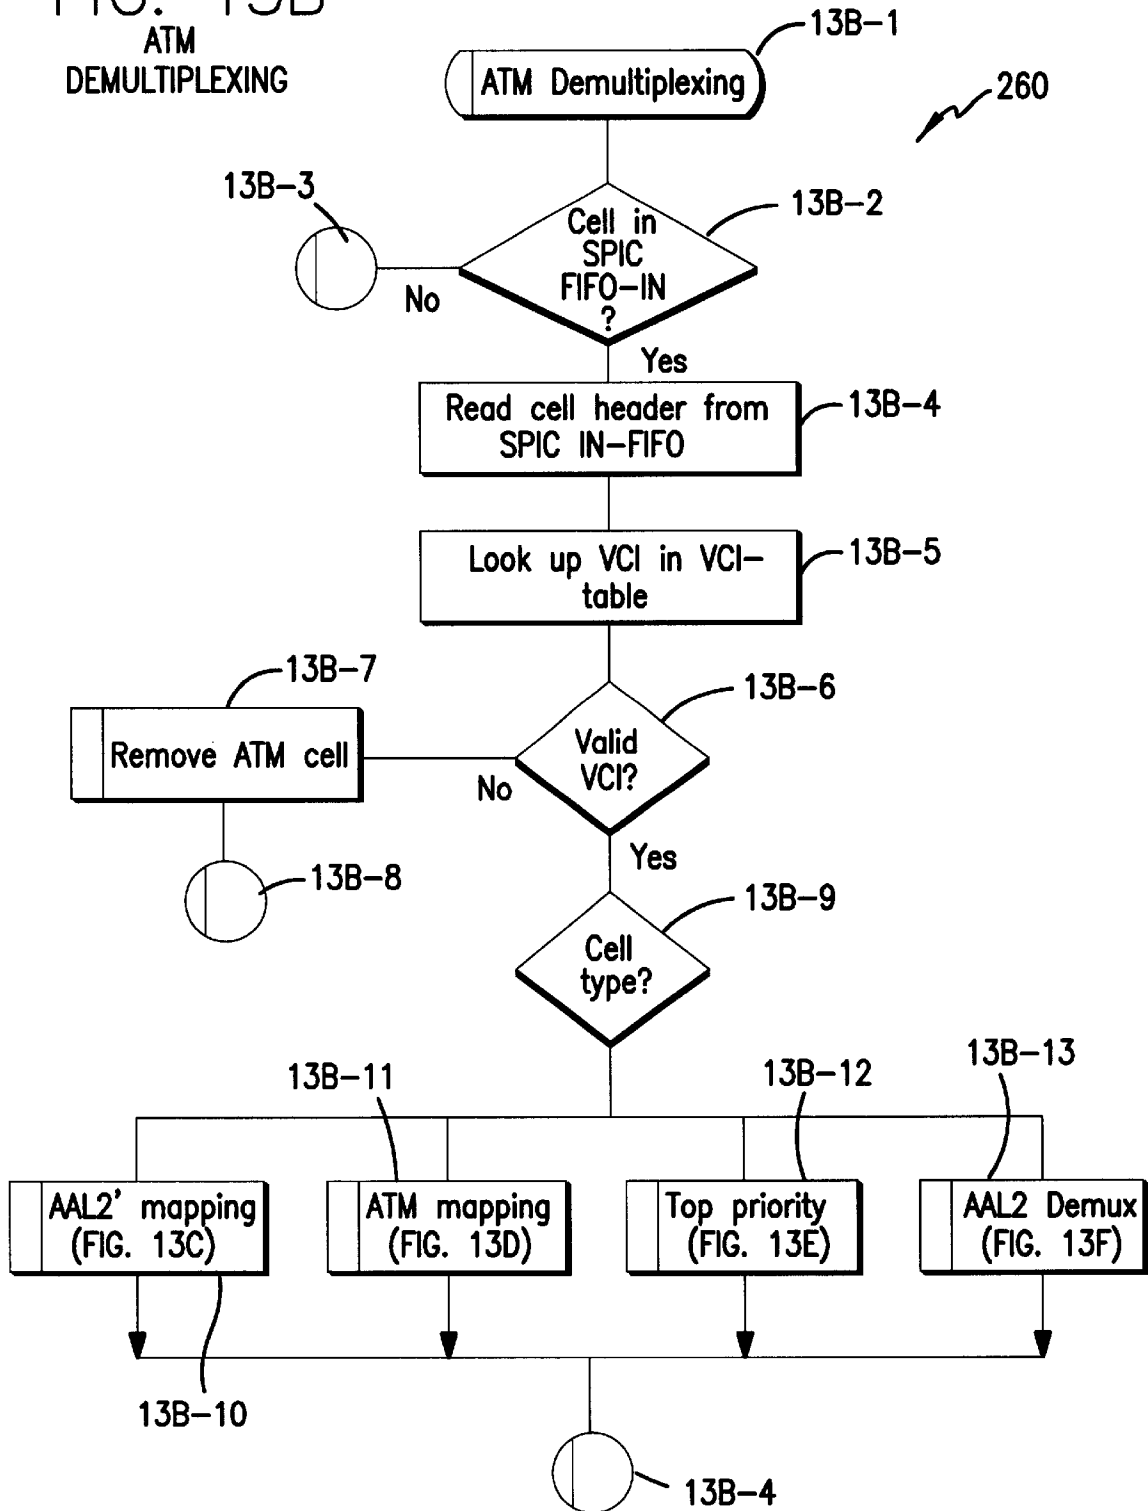 FIG. 13B
ATM
DEMULTIPLEXING
13B-1
ATM Demultiplexing
260
13B-3
13B-2
Cell in
SPIC
FIFO-IN
?
No
Yes
Read cell header from
SPIC IN-FIFO
13B-4
Look up VCI in VCI-
table
13B-5
13B-7
13B-6
Remove ATM cell
Valid
VCI?
No
Yes
13B-8
13B-9
Cell
type?
13B-11
13B-12
13B-13
AAL2' mapping
(FIG. 13C)
ATM mapping
(FIG. 13D)
Top priority
(FIG. 13E)
AAL2 Demux
(FIG. 13F)
13B-10
13B-4